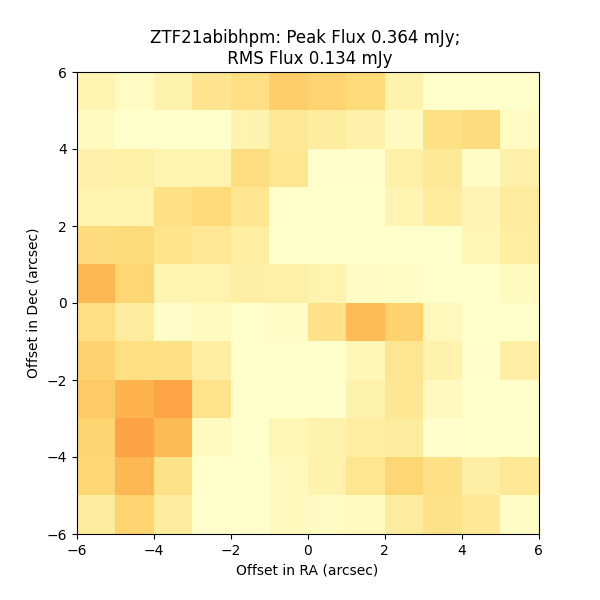 ZTF21abibhpm: Peak Flux 0.364 mJy;
RMS Flux 0.134 mJy
6
4
2
0
−2
−4
−6
Offset in Dec (arcsec)
−6 −4 −2 0 2 4 6
Offset in RA (arcsec)